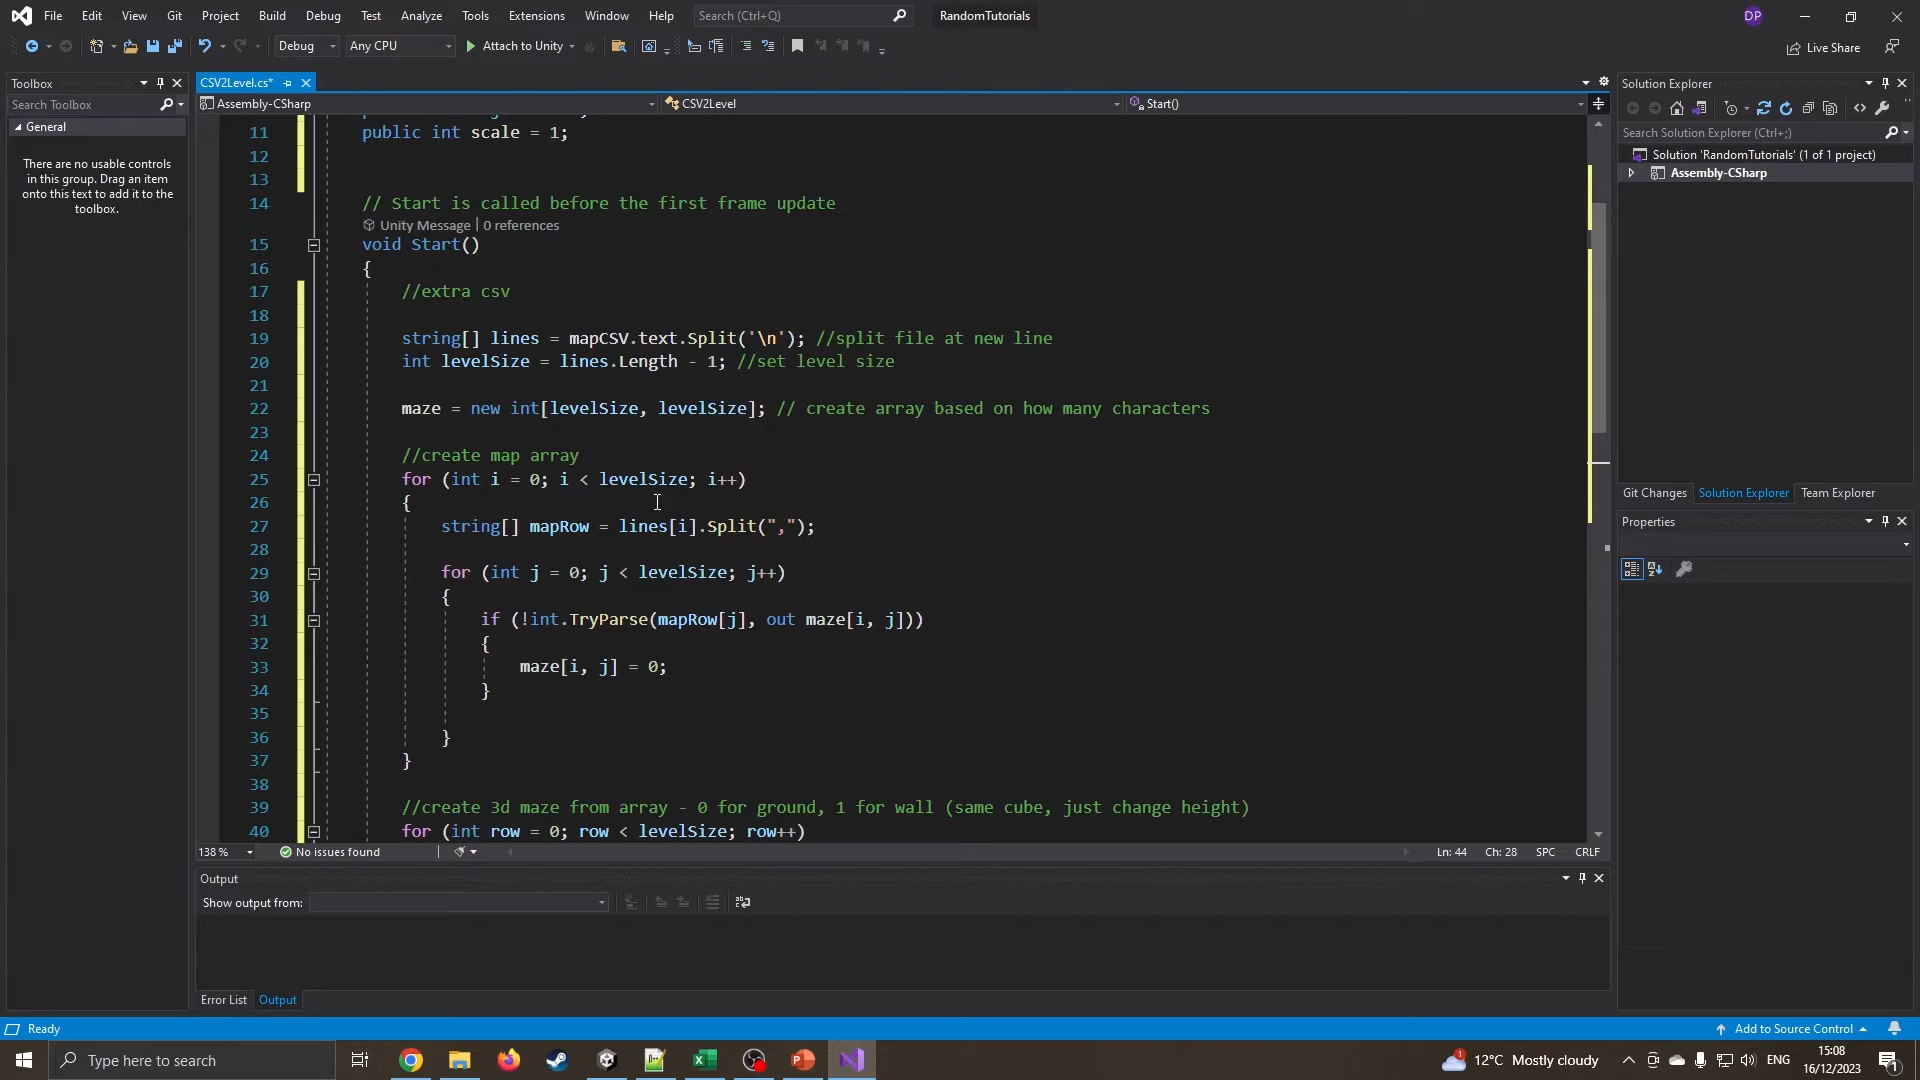 File Edit View Git Project Build Debug Test Analyze Tools Extensions Window Help Search (Ctrl+Q) RandomTutorials DP
Debug Any CPU Attach to Unity Live Share
Toolbox
Search Toolbox
General
There are no usable controls
in this group. Drag an item
onto this text to add it to the
toolbox.
CSV2Level.cs*
Assembly-CSharp CSV2Level Start()
11 public int scale = 1;
12
13
14 // Start is called before the first frame update
Unity Message | 0 references
15 void Start()
16 {
17 //extra csv
18
19 string[] lines = mapCSV.text.Split('\n'); //split file at new line
20 int levelSize = lines.Length - 1; //set level size
21
22 maze = new int[levelSize, levelSize]; // create array based on how many characters
23
24 //create map array
25 for (int i = 0; i < levelSize; i++)
26 {
27 string[] mapRow = lines[i].Split(",");
28
29 for (int j = 0; j < levelSize; j++)
30 {
31 if (!int.TryParse(mapRow[j], out maze[i, j]))
32 {
33 maze[i, j] = 0;
34 }
35
36 }
37 }
38
39 //create 3d maze from array - 0 for ground, 1 for wall (same cube, just change height)
40 for (int row = 0; row < levelSize; row++)
138 % No issues found Ln: 44 Ch: 28 SPC CRLF
Output
Show output from:
Error List Output
Solution Explorer
Search Solution Explorer (Ctrl+;)
Solution 'RandomTutorials' (1 of 1 project)
Assembly-CSharp
Git Changes Solution Explorer Team Explorer
Properties
Ready Add to Source Control
Type here to search 12°C Mostly cloudy ENG 15:08
16/12/2023